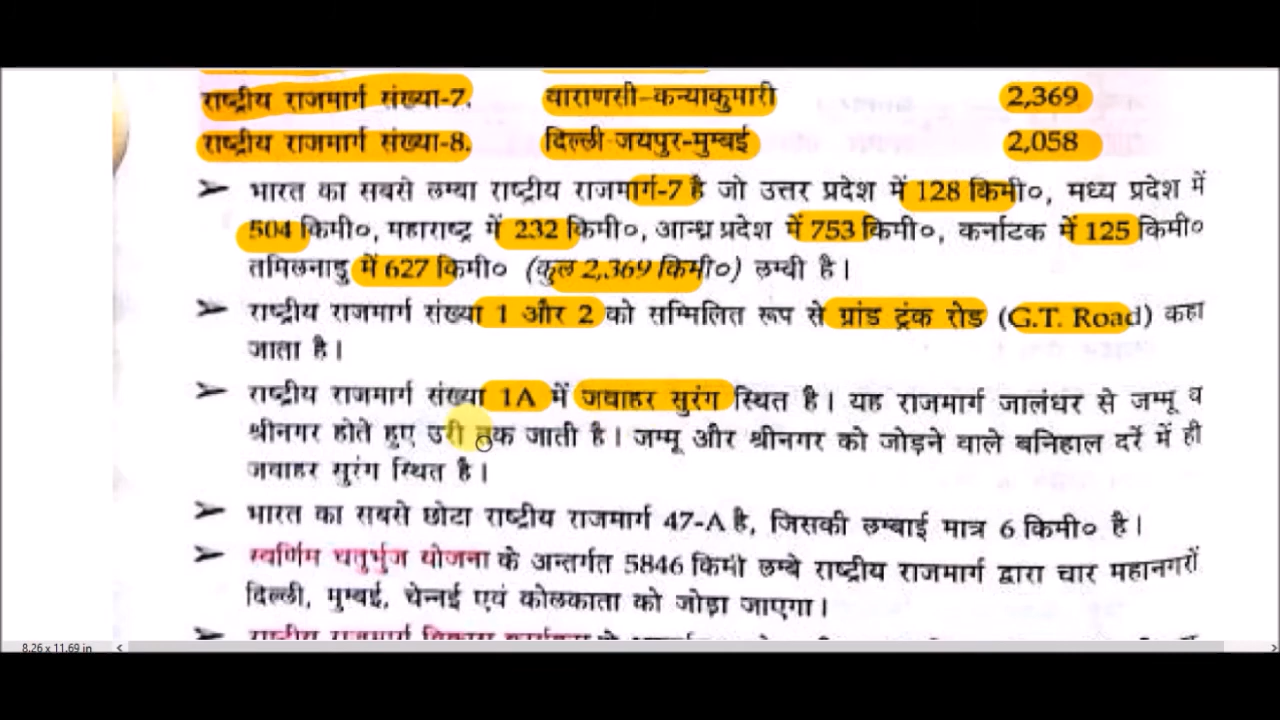 राष्ट्रीय राजमार्ग संख्या-7. वाराणसी-कन्याकुमारी 2,369
राष्ट्रीय राजमार्ग संख्या-8. दिल्ली-जयपुर-मुम्बई 2,058
➢ भारत का सबसे लम्बा राष्ट्रीय राजमार्ग-7 है जो उत्तर प्रदेश में 128 किमी०, मध्य प्रदेश में
504 किमी०, महाराष्ट्र में 232 किमी०, आन्ध्र प्रदेश में 753 किमी०, कर्नाटक में 125 किमी०
तमिलनाडु में 627 किमी० (कुल 2,369 किमी०) लम्बी है।
➢ राष्ट्रीय राजमार्ग संख्या 1 और 2 को सम्मिलित रूप से ग्रांड ट्रंक रोड (G.T. Road) कहा
जाता है।
➢ राष्ट्रीय राजमार्ग संख्या 1A में जवाहर सुरंग स्थित है। यह राजमार्ग जालंधर से जम्मू व
श्रीनगर होते हुए उरी तक जाती है। जम्मू और श्रीनगर को जोड़ने वाले बनिहाल दर्रे में ही
जवाहर सुरंग स्थित है।
➢ भारत का सबसे छोटा राष्ट्रीय राजमार्ग 47-A है, जिसकी लम्बाई मात्र 6 किमी० है।
➢ स्वर्णिम चतुर्भुज योजना के अन्तर्गत 5846 किमी लम्बे राष्ट्रीय राजमार्ग द्वारा चार महानगरों
दिल्ली, मुम्बई, चेन्नई एवं कोलकाता को जोड़ा जाएगा।
➢ राष्ट्रीय राजमार्ग विकास कार्यक्रम
8.26 x 11.69 in